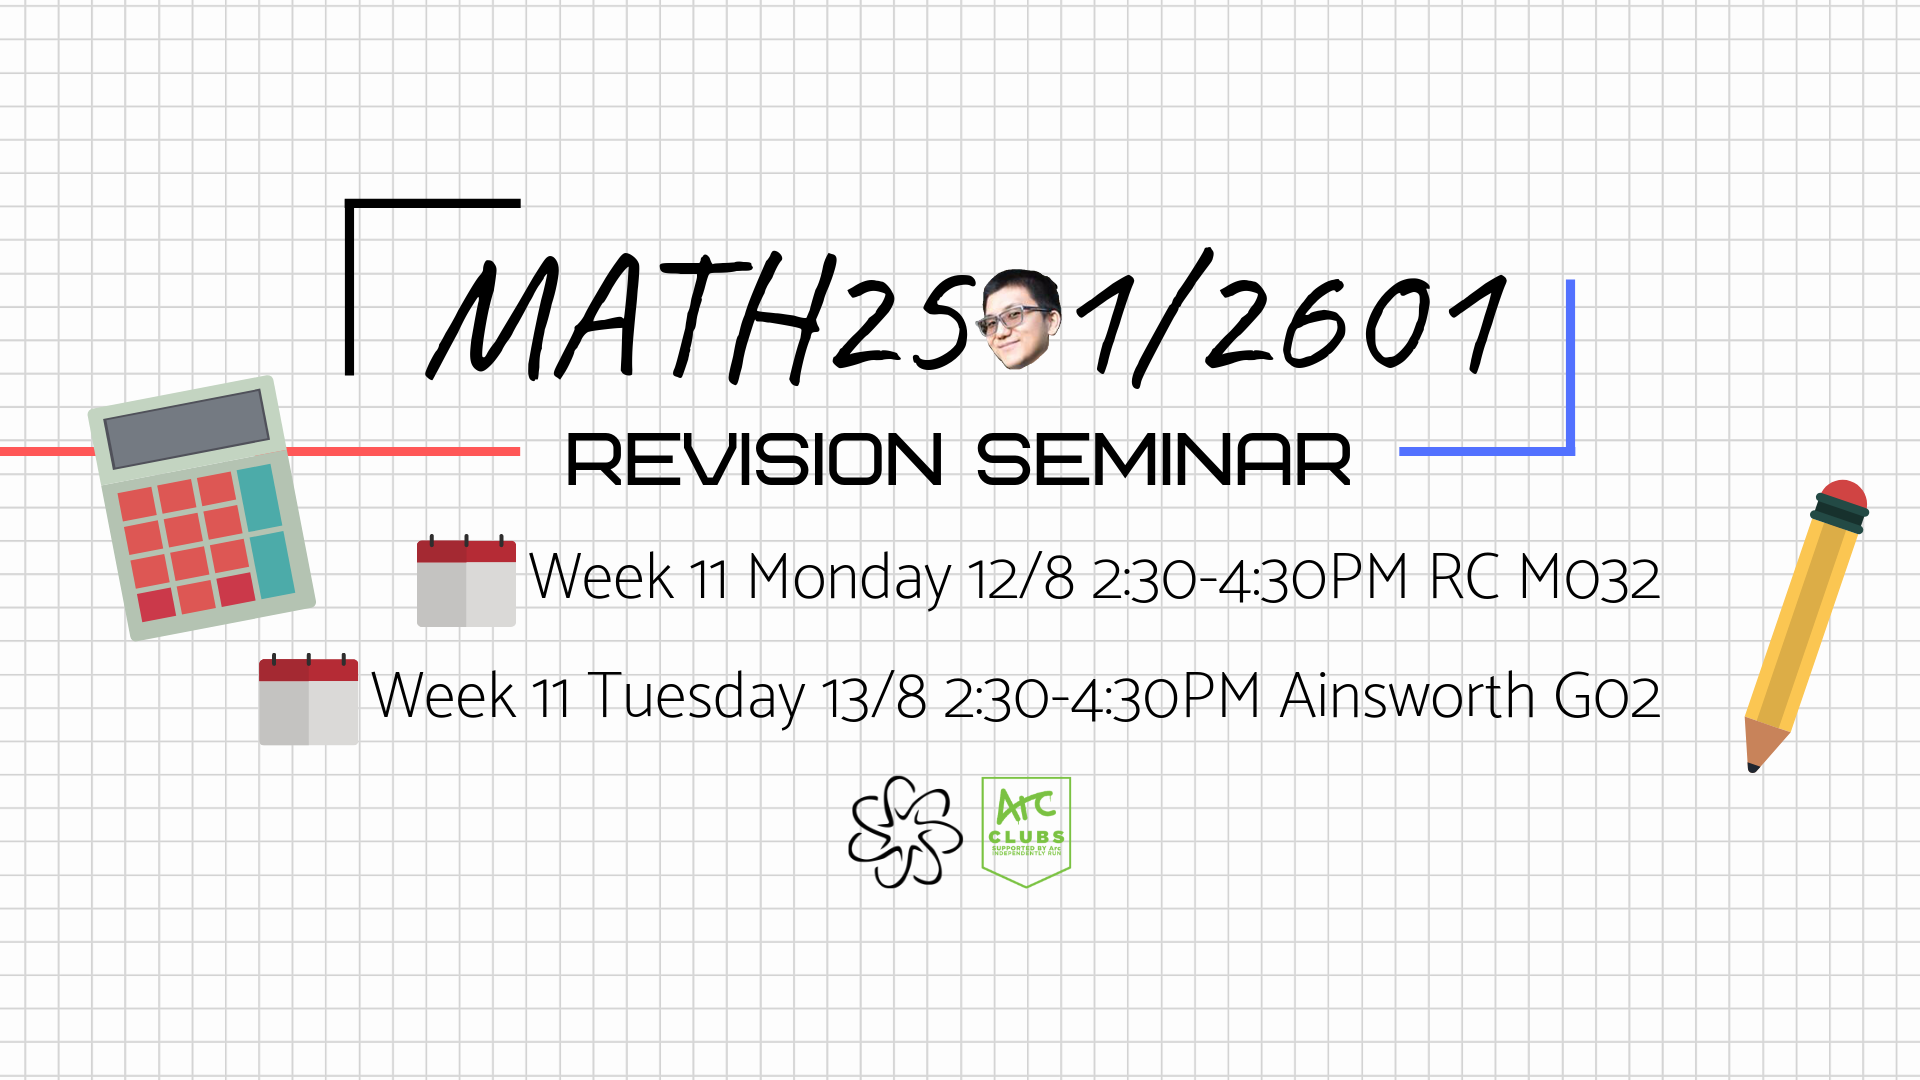 MATH25 1/2601
REVISION SEMINAR
Week 11 Monday 12/8 2:30-4:30PM RC M032
Week 11 Tuesday 13/8 2:30-4:30PM Ainsworth G02
Arc
CLUBS
SUPPORTED BY Arc
INDEPENDENTLY RUN